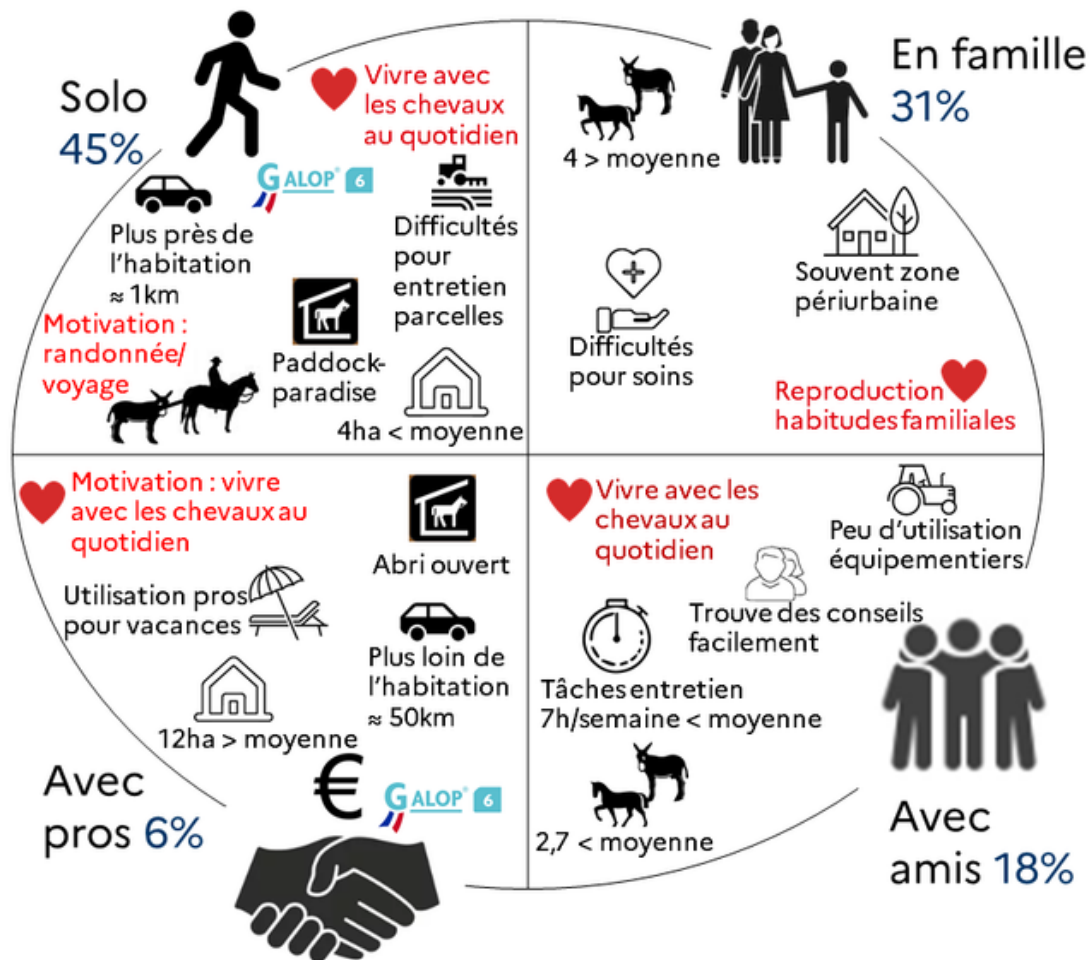 Solo
45%
Vivre avec
les chevaux
au quotidien
GALOP® 6
Plus près de
l'habitation
≈ 1km
Difficultés
pour
entretien
parcelles
Motivation :
randonnée/
voyage
Paddock-
paradise
4ha < moyenne
En famille
31%
4 > moyenne
Souvent zone
périurbaine
Difficultés
pour soins
Reproduction
habitudes familiales
Motivation : vivre
avec les chevaux au
quotidien
Abri ouvert
Utilisation pros
pour vacances
Plus loin de
l'habitation
≈ 50km
12ha > moyenne
Avec
pros 6%
€
GALOP® 6
Vivre avec les
chevaux au
quotidien
Peu d'utilisation
équipementiers
Trouve des conseils
facilement
Tâches entretien
7h/semaine < moyenne
2,7 < moyenne
Avec
amis 18%